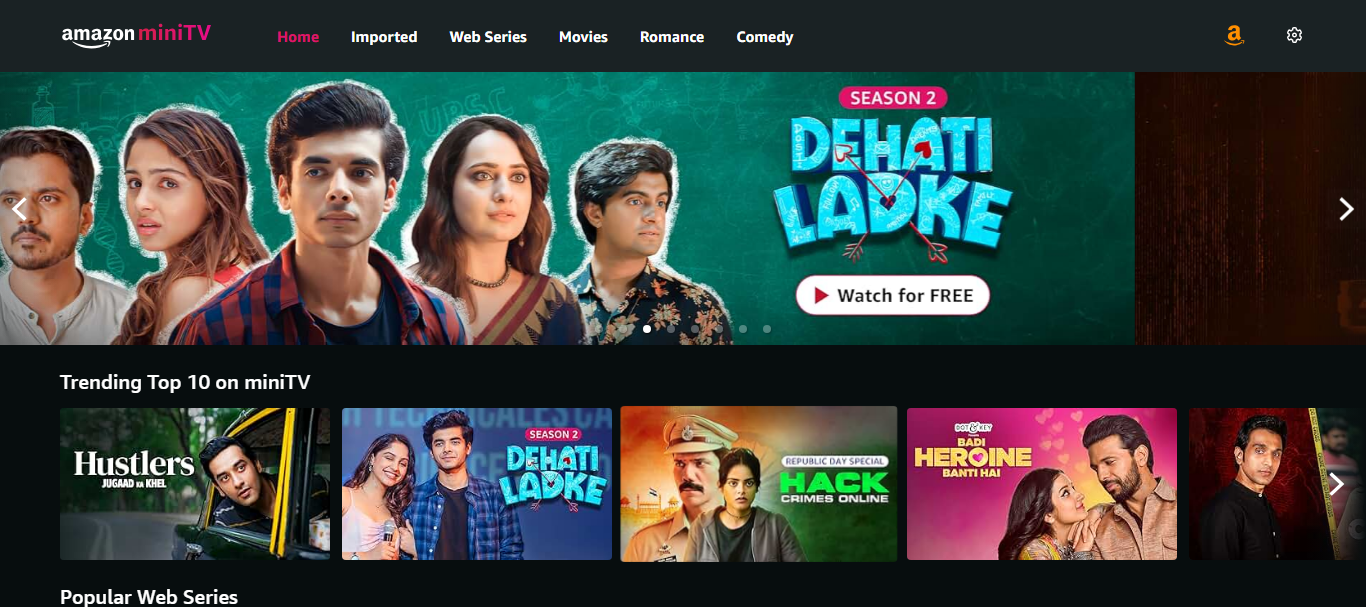 amazon miniTV
Home Imported Web Series Movies Romance Comedy
SEASON 2
DEHATI
LADKE
Watch for FREE
Trending Top 10 on miniTV
Hustlers
JUGAAD KA KHEL
SEASON 2
DEHATI
LADKE
REPUBLIC DAY SPECIAL
HACK
CRIMES ONLINE
DOT & KEY
BADI
HEROINE
BANTI HAI
Popular Web Series